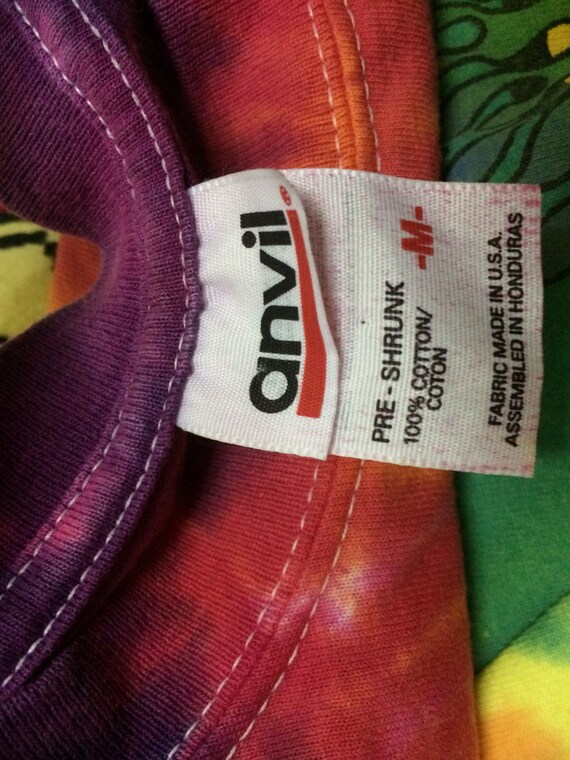 anvil®
-M-
PRE - SHRUNK
100% COTTON/
COTON
FABRIC MADE IN U.S.A.
ASSEMBLED IN HONDURAS